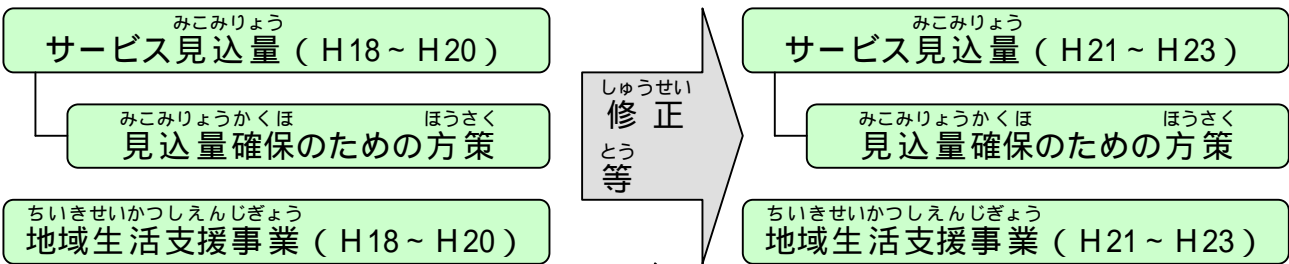 みこみりょう
サービス見込量（H18～H20）
みこみりょうかくほ ほうさく
見込量確保のための方策
ちいきせいかつしえんじぎょう
地域生活支援事業（H18～H20）
しゅうせい
修正
とう
等
みこみりょう
サービス見込量（H21～H23）
みこみりょうかくほ ほうさく
見込量確保のための方策
ちいきせいかつしえんじぎょう
地域生活支援事業（H21～H23）